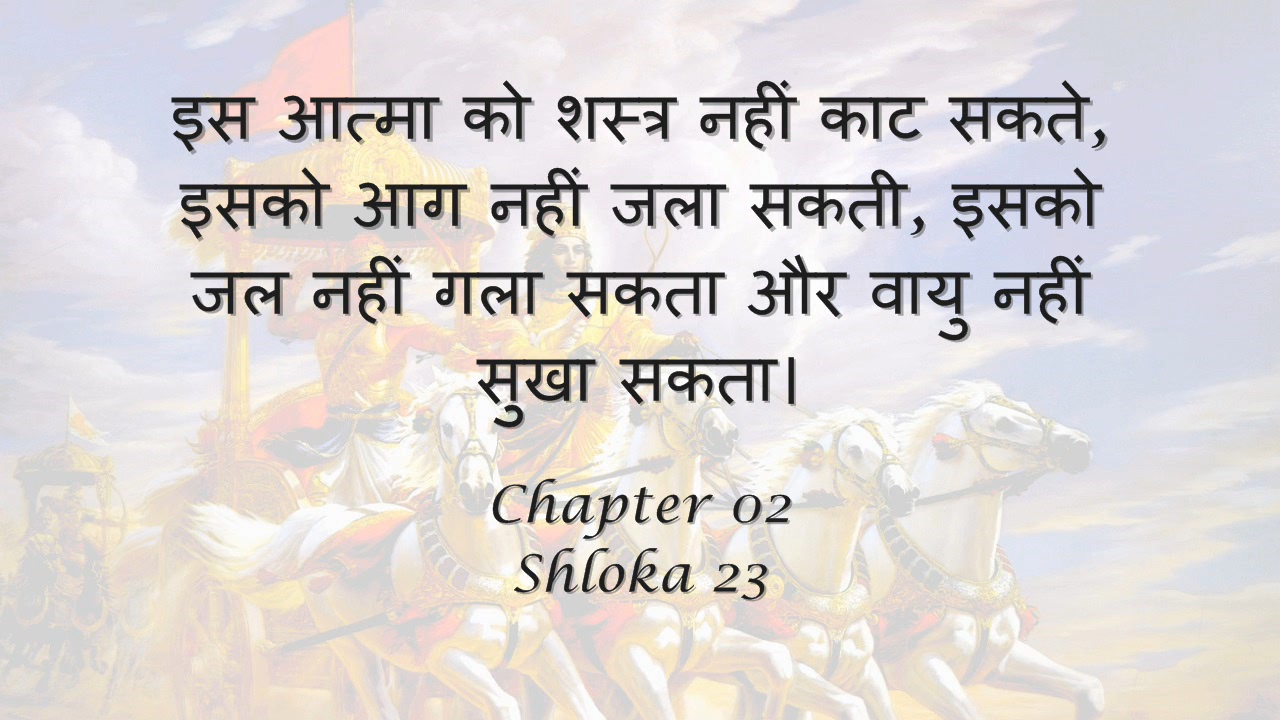 इस आत्मा को शस्त्र नहीं काट सकते,
इसको आग नहीं जला सकती, इसको
जल नहीं गला सकता और वायु नहीं
सुखा सकता।
Chapter 02
Shloka 23